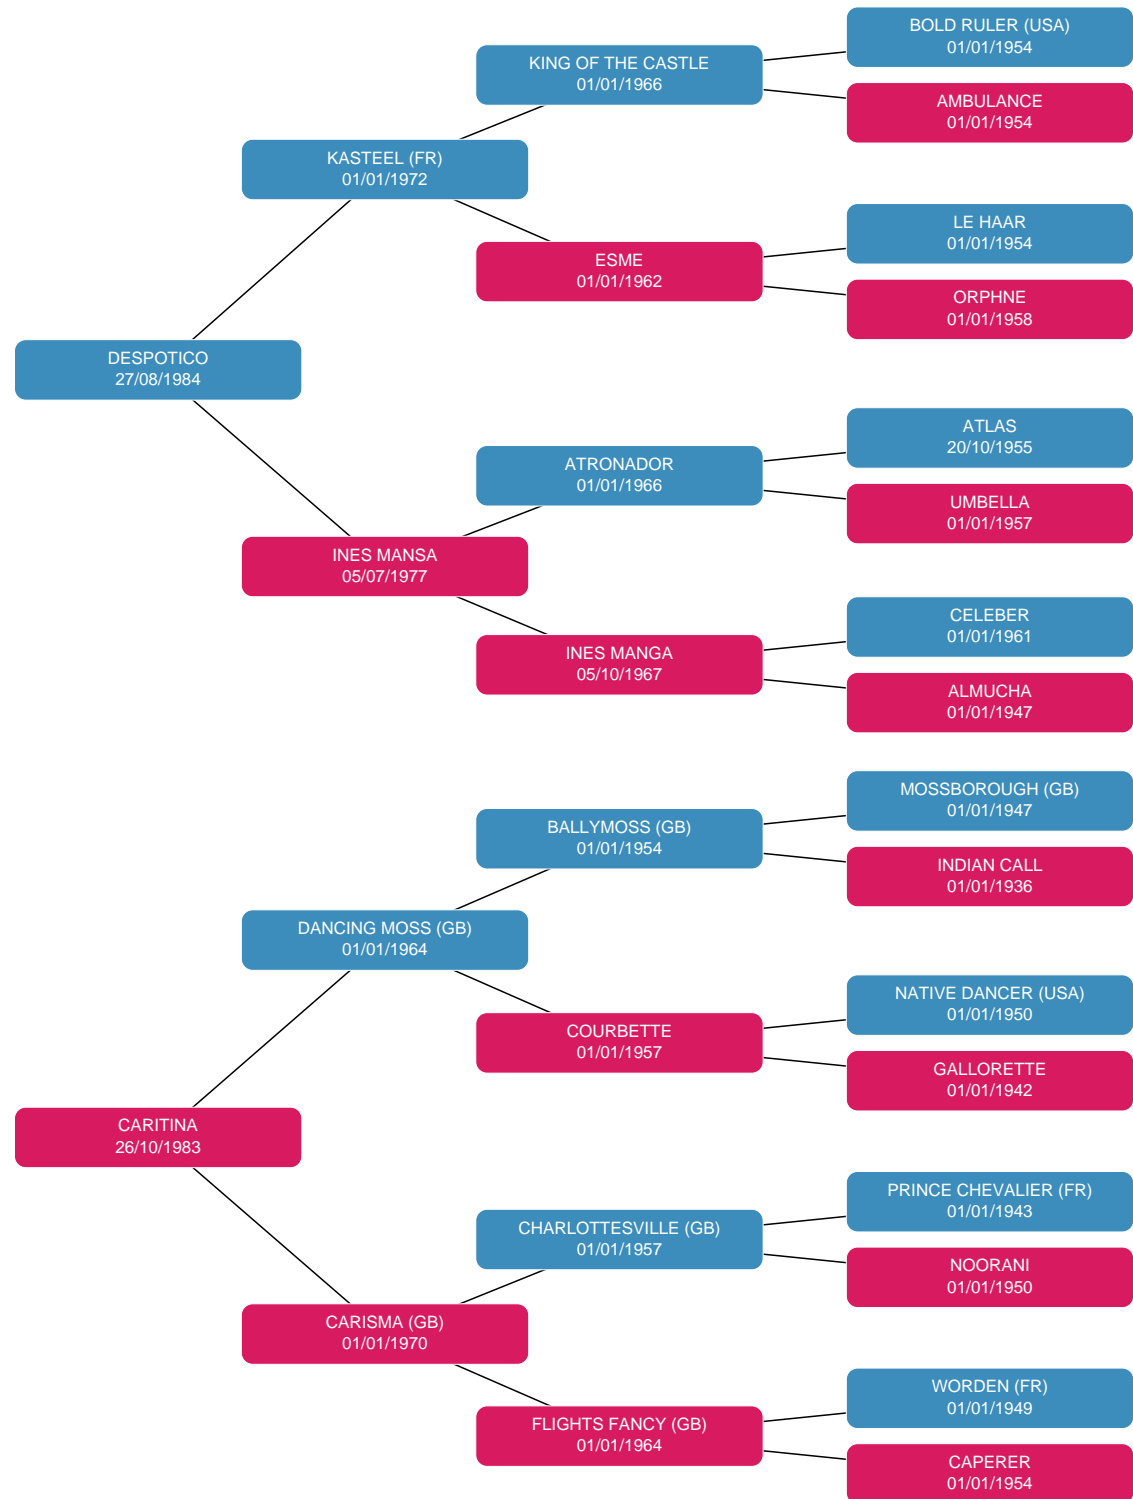 BOLD RULER (USA)
01/01/1954
KING OF THE CASTLE
01/01/1966
AMBULANCE
01/01/1954
KASTEEL (FR)
01/01/1972
LE HAAR
01/01/1954
ESME
01/01/1962
ORPHNE
01/01/1958
DESPOTICO
27/08/1984
ATLAS
20/10/1955
ATRONADOR
01/01/1966
UMBELLA
01/01/1957
INES MANSA
05/07/1977
CELEBER
01/01/1961
INES MANGA
05/10/1967
ALMUCHA
01/01/1947
MOSSBOROUGH (GB)
01/01/1947
BALLYMOSS (GB)
01/01/1954
INDIAN CALL
01/01/1936
DANCING MOSS (GB)
01/01/1964
NATIVE DANCER (USA)
01/01/1950
COURBETTE
01/01/1957
GALLORETTE
01/01/1942
CARITINA
26/10/1983
PRINCE CHEVALIER (FR)
01/01/1943
CHARLOTTESVILLE (GB)
01/01/1957
NOORANI
01/01/1950
CARISMA (GB)
01/01/1970
WORDEN (FR)
01/01/1949
FLIGHTS FANCY (GB)
01/01/1964
CAPERER
01/01/1954